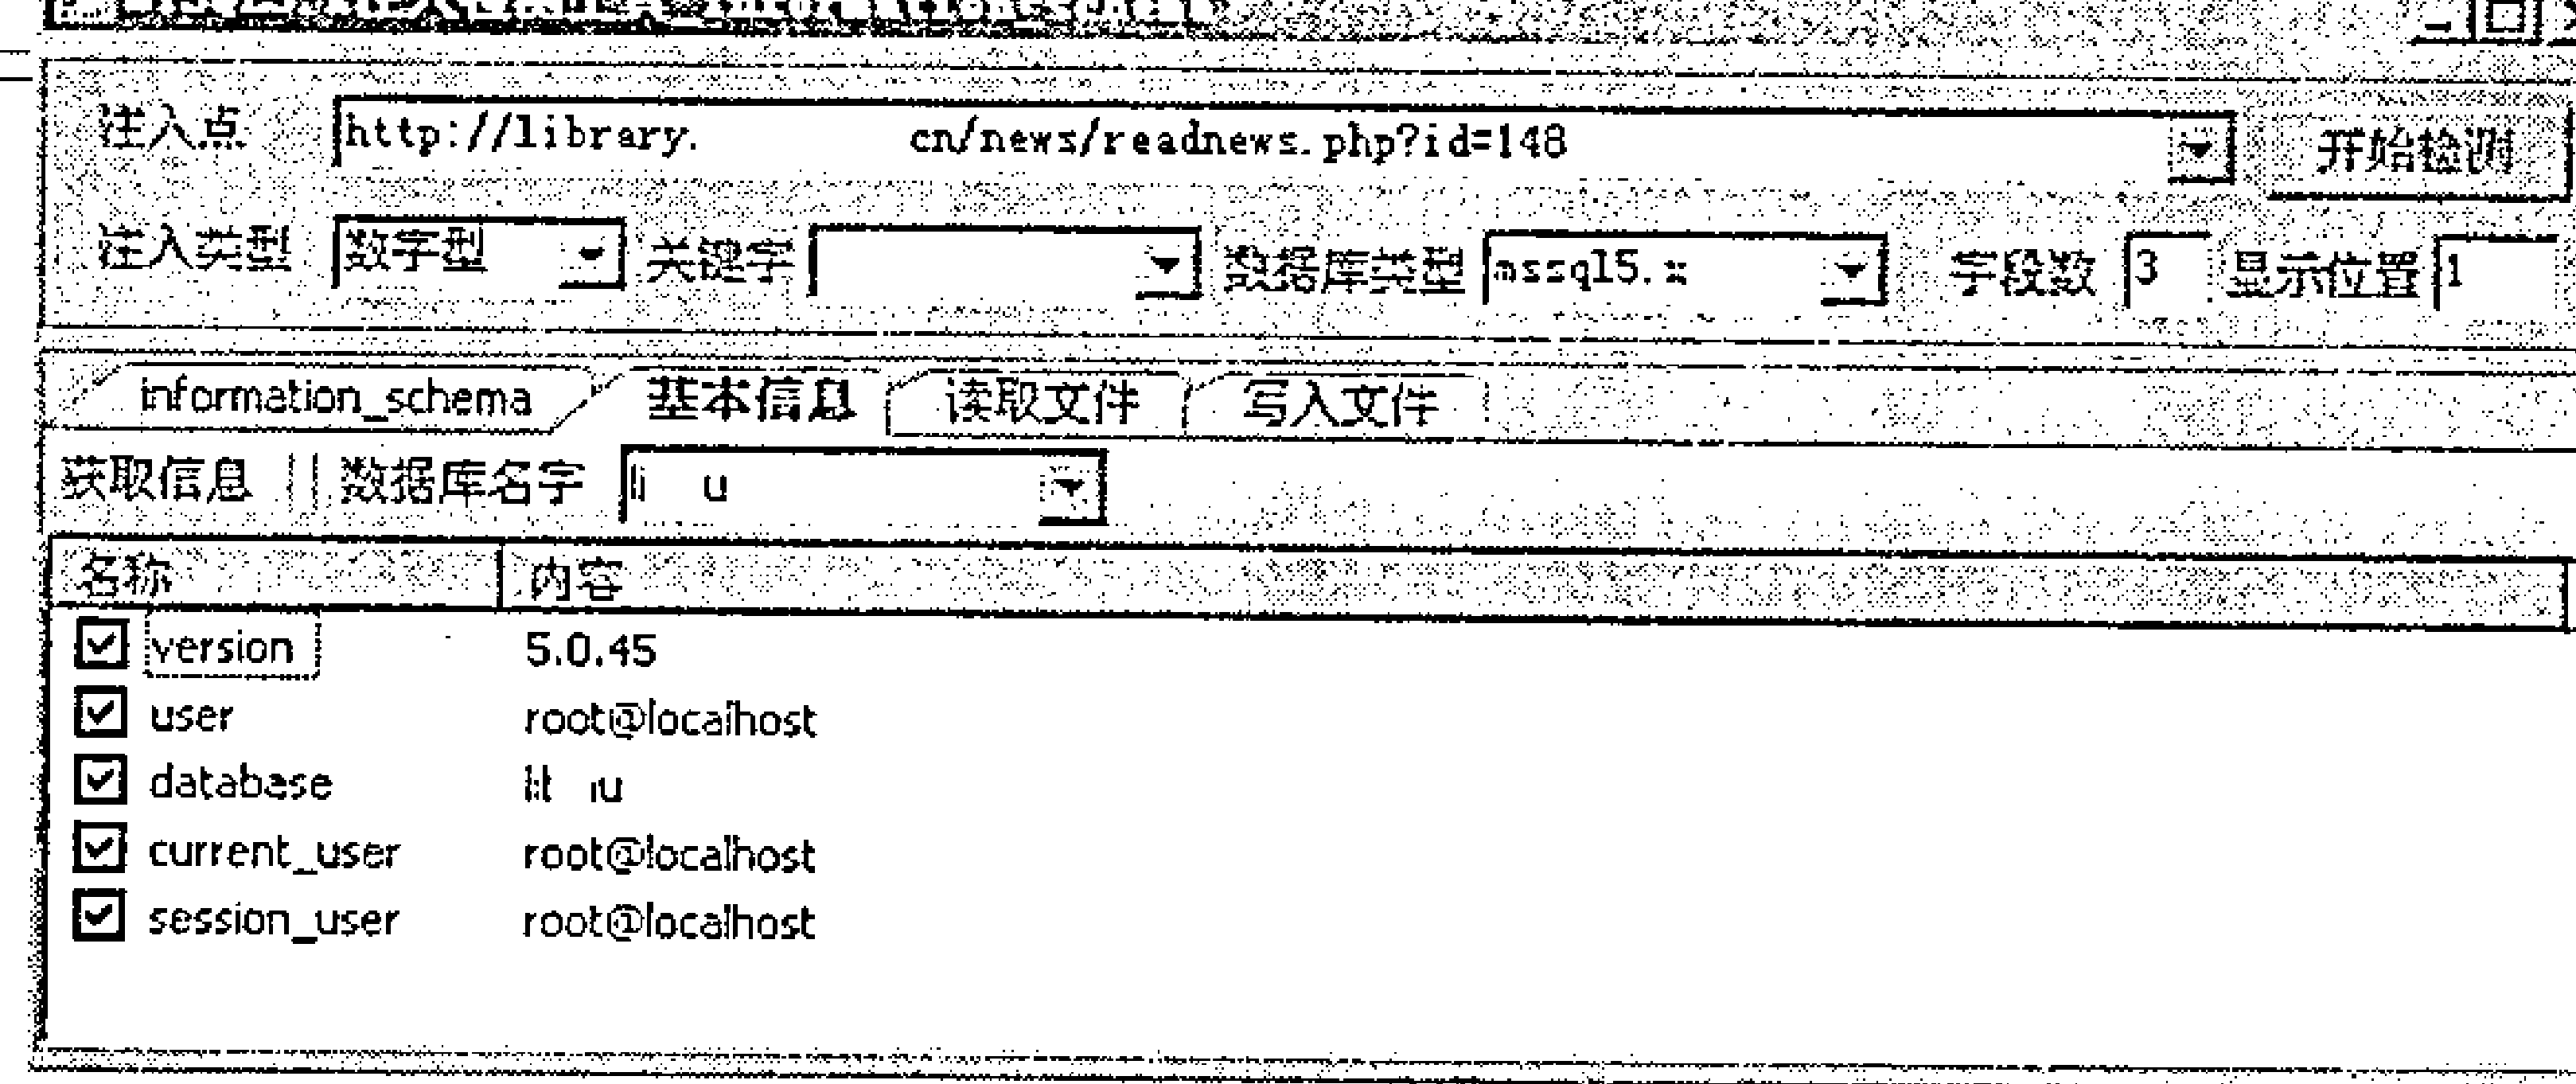 注入点 http://library. cn/news/readnews.php?id=148 开始检测
注入类型 数字型 关键字 数据库类型 mssql5.x 字段数 3 显示位置 1
information_schema 基本信息 读取文件 写入文件
获取信息 数据库名字 li u
名称 内容
version 5.0.45
user root@localhost
database
current_user root@localhost
session_user root@localhost